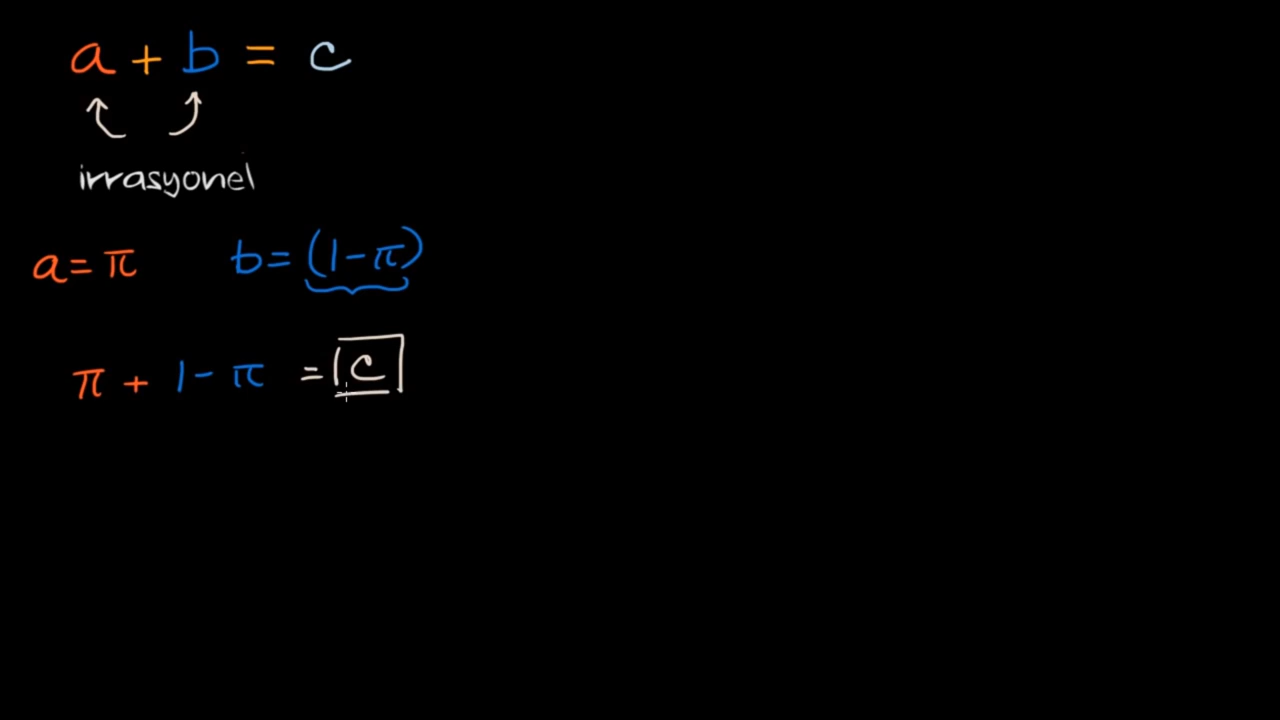 a + b = c
irrasyonel
a = π b = (1 - π)
π + 1 - π = c